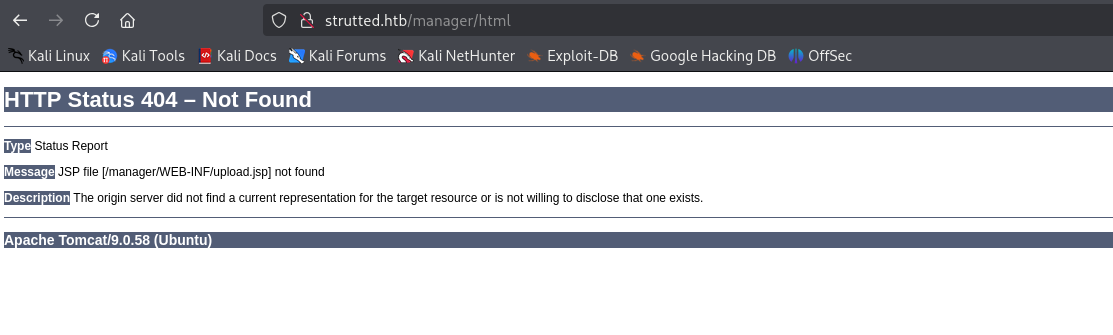 strutted.htb/manager/html
Kali Linux Kali Tools Kali Docs Kali Forums Kali NetHunter Exploit-DB Google Hacking DB OffSec
HTTP Status 404 – Not Found
Type Status Report
Message JSP file [/manager/WEB-INF/upload.jsp] not found
Description The origin server did not find a current representation for the target resource or is not willing to disclose that one exists.
Apache Tomcat/9.0.58 (Ubuntu)